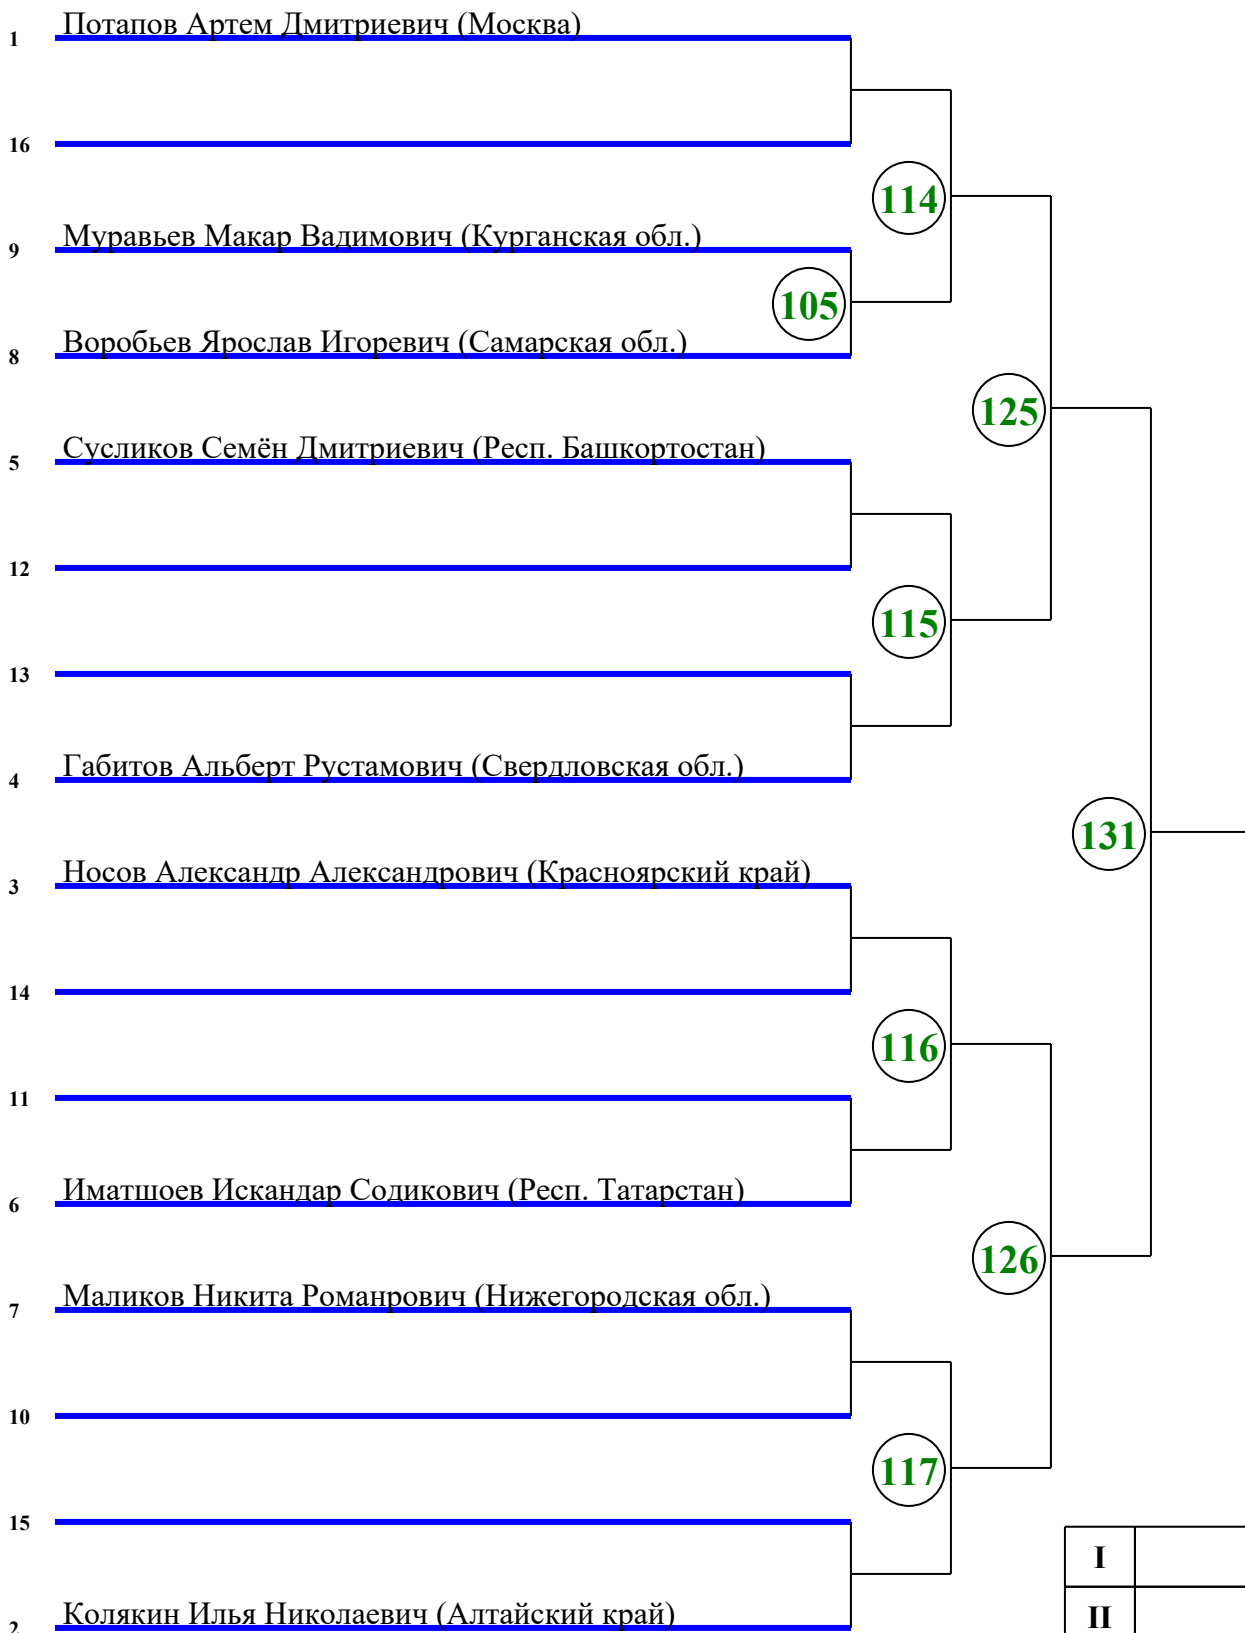 1 Потапов Артем Дмитриевич (Москва)
16
114
9 Муравьев Макар Вадимович (Курганская обл.)
105
8 Воробьев Ярослав Игоревич (Самарская обл.)
125
5 Сусликов Семён Дмитриевич (Респ. Башкортостан)
12
115
13
4 Габитов Альберт Рустамович (Свердловская обл.)
131
3 Носов Александр Александрович (Красноярский край)
14
116
11
6 Иматшоев Искандар Содикович (Респ. Татарстан)
126
7 Маликов Никита Романрович (Нижегородская обл.)
10
117
15
I
2 Колякин Илья Николаевич (Алтайский край)
II